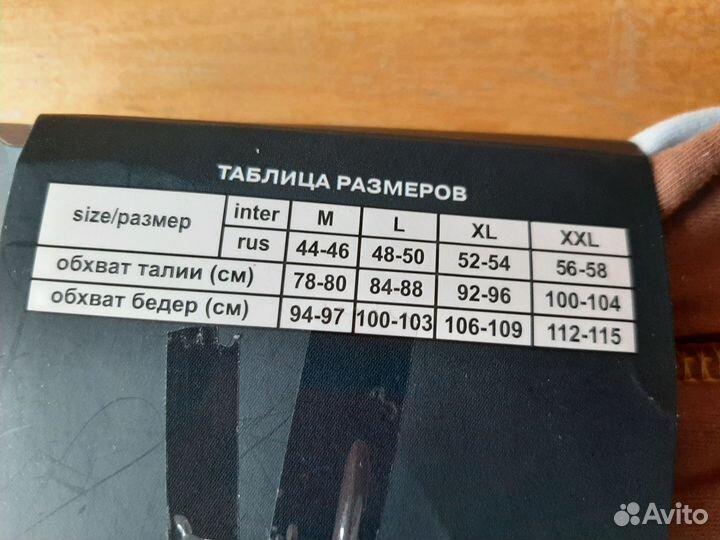 ТАБЛИЦА РАЗМЕРОВ
size/размер inter M L XL XXL
rus 44-46 48-50 52-54 56-58
обхват талии (см) 78-80 84-88 92-96 100-104
обхват бедер (см) 94-97 100-103 106-109 112-115
Avito